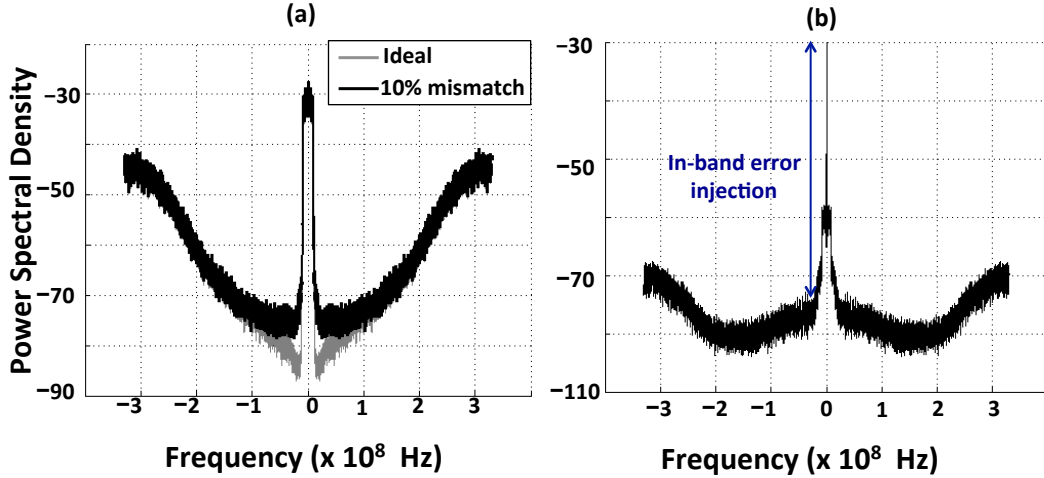 (a)
Ideal
10% mismatch
Power Spectral Density
−30
−50
−70
−90
−3
−2
−1
0
1
2
3
Frequency (x 10⁸ Hz)
(b)
−30
−50
−70
−110
In-band error
injection
−3
−2
−1
0
1
2
3
Frequency (x 10⁸ Hz)